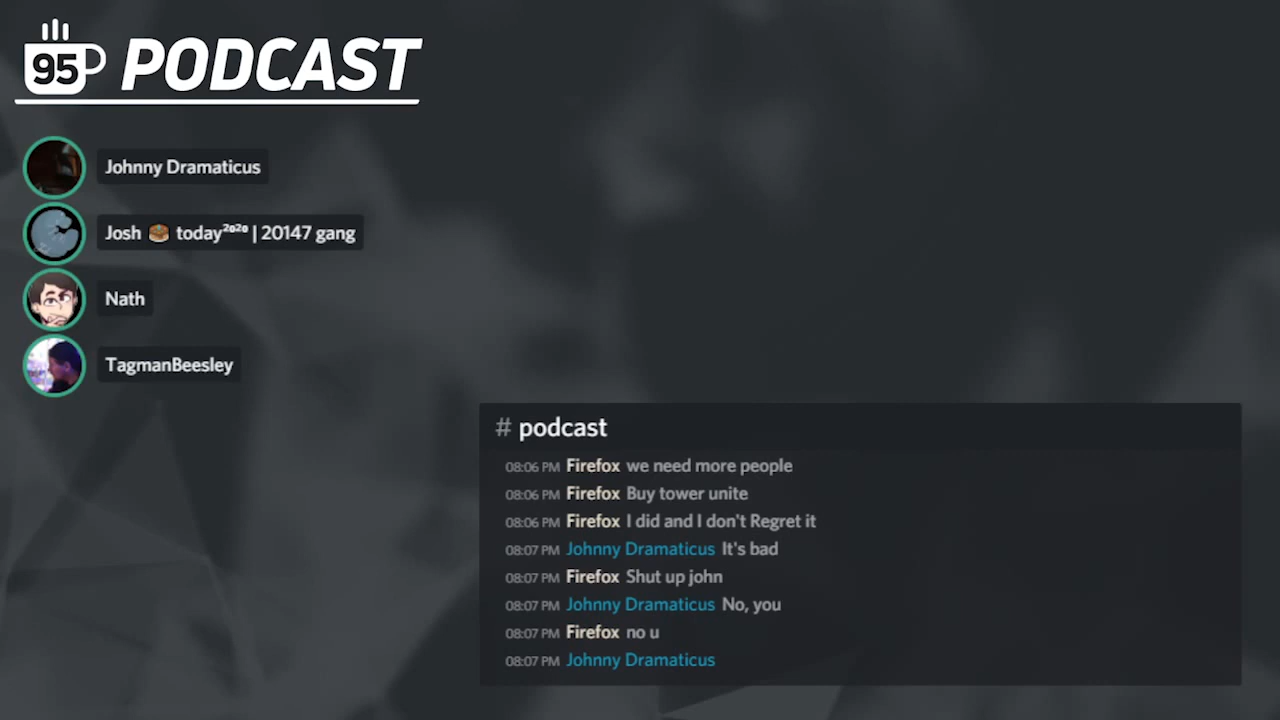 95 PODCAST
Johnny Dramaticus
Josh 🥞 today²⁰²⁰ | 20147 gang
Nath
TagmanBeesley
# podcast
08:06 PM Firefox we need more people
08:06 PM Firefox Buy tower unite
08:06 PM Firefox I did and I don't Regret it
08:07 PM Johnny Dramaticus It's bad
08:07 PM Firefox Shut up john
08:07 PM Johnny Dramaticus No, you
08:07 PM Firefox no u
08:07 PM Johnny Dramaticus